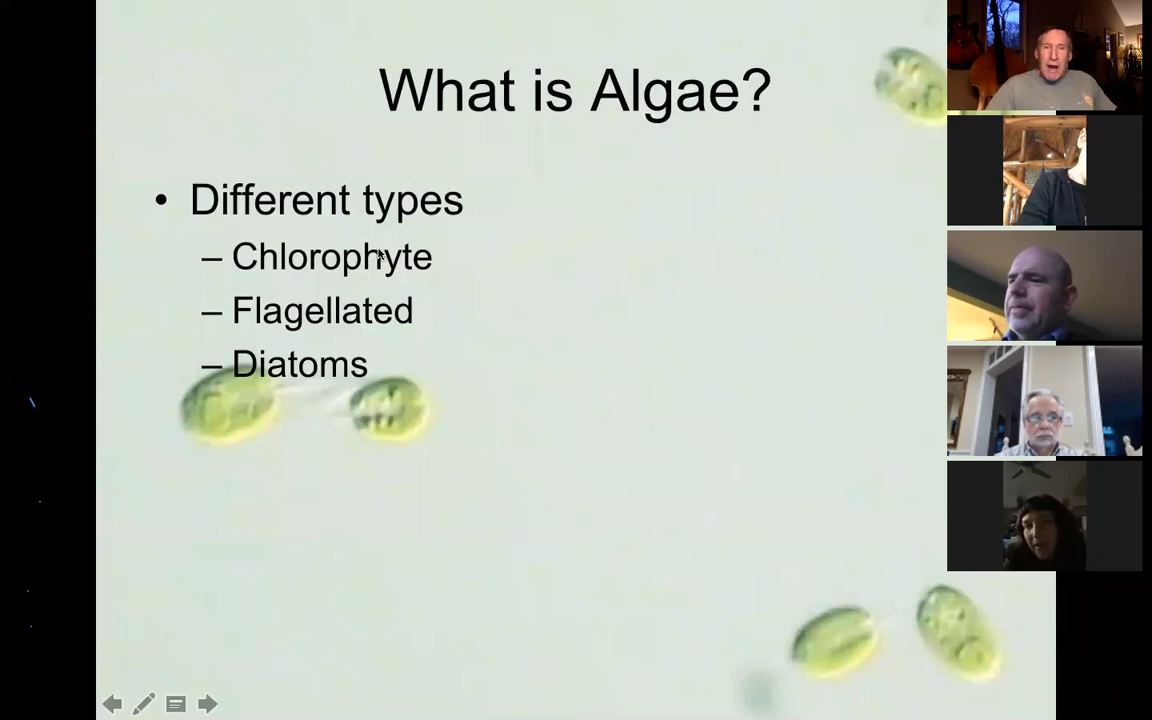 What is Algae?
• Different types
– Chlorophyte
– Flagellated
– Diatoms